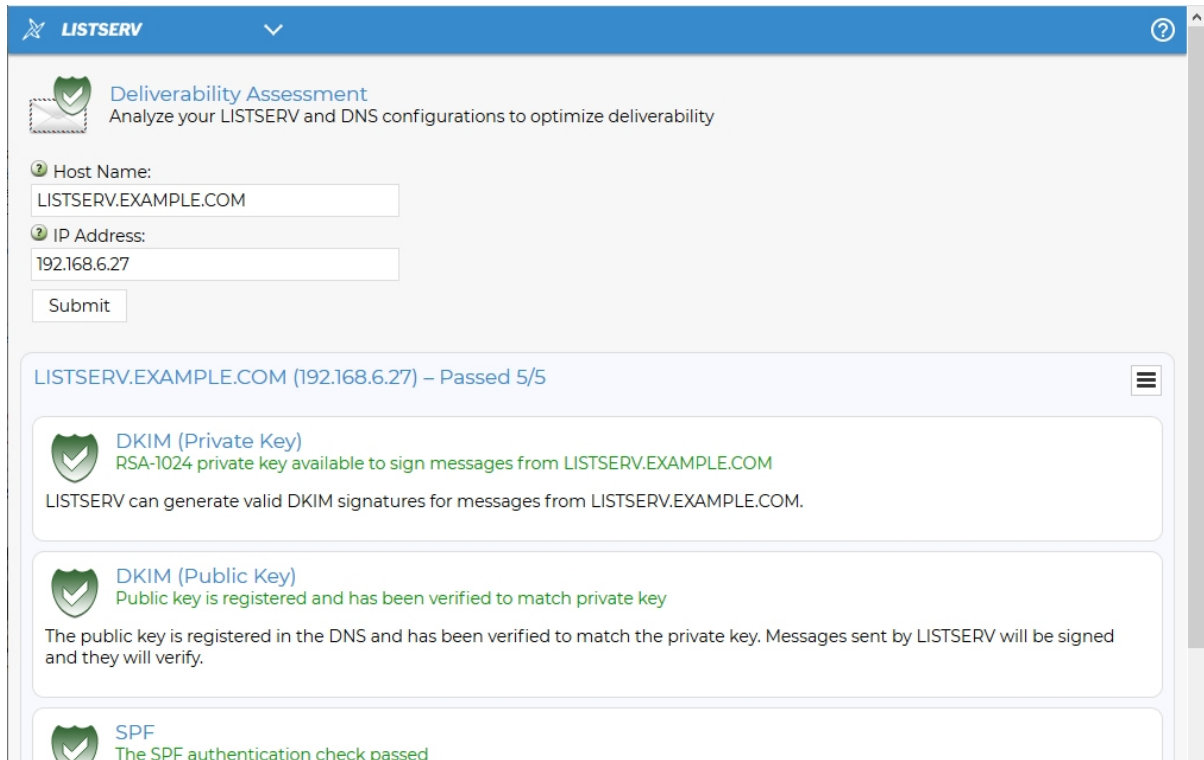 LISTSERV
Deliverability Assessment
Analyze your LISTSERV and DNS configurations to optimize deliverability
Host Name:
LISTSERV.EXAMPLE.COM
IP Address:
192.168.6.27
Submit
LISTSERV.EXAMPLE.COM (192.168.6.27) – Passed 5/5
DKIM (Private Key)
RSA-1024 private key available to sign messages from LISTSERV.EXAMPLE.COM
LISTSERV can generate valid DKIM signatures for messages from LISTSERV.EXAMPLE.COM.
DKIM (Public Key)
Public key is registered and has been verified to match private key
The public key is registered in the DNS and has been verified to match the private key. Messages sent by LISTSERV will be signed
and they will verify.
SPF
The SPF authentication check passed